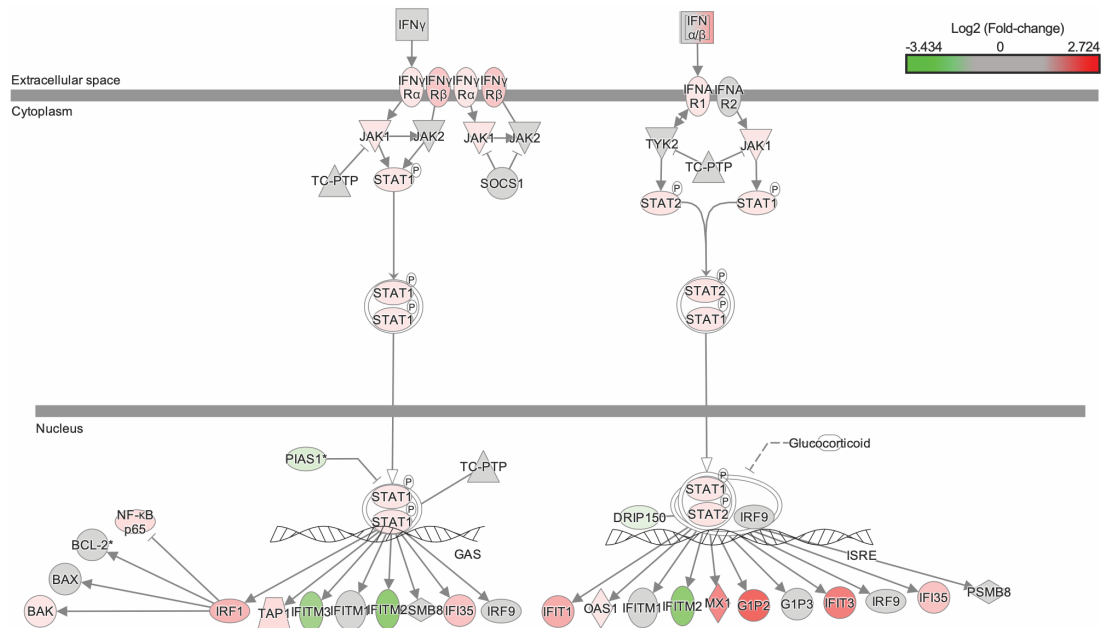 IFNγ
IFN
α/β
Log2 (Fold-change)
-3.434 0 2.724
Extracellular space
IFNγ IFNγ IFNγ IFNγ
Rα Rβ Rα Rβ
IFNA IFNA
R1 R2
Cytoplasm
JAK1 JAK2 JAK1 JAK2
TYK2 JAK1
TC-PTP
TC-PTP STAT1 P SOCS1
STAT2 P STAT1 P
STAT1 P
STAT1 P
STAT2 P
STAT1 P
Nucleus
Glucocorticoid
PIAS1*
TC-PTP
STAT1 P
STAT1 P
STAT1 P
STAT2 P
DRIP150 IRF9
NF-κB
p65
BCL-2*
GAS
ISRE
BAX
BAK IRF1 TAP1 IFITM3 IFITM1 IFITM2 SMB8 IFI35 IRF9
IFIT1 OAS1 IFITM1 IFITM2 MX1 G1P2 G1P3 IFIT3 IRF9 IFI35 PSMB8